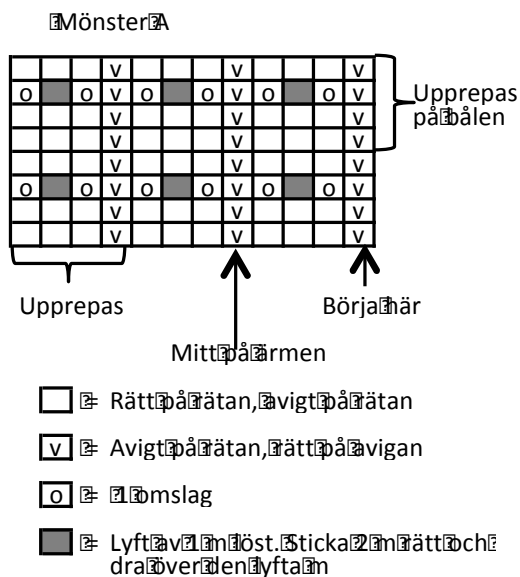 Mönster A
v v v
o o v o o v o o v
v v v
v v v
v v v
o o v o o v o o v
v v v
v v v
Upprepas
på bålen
Upprepas
Börja här
Mitt på ärmen
= Rätt på rätan, avigt på rätan
v = Avigt på rätan, rätt på avigan
o = 1 omslag
= Lyft av 1 m löst. Sticka 2 m rätt och
dra över den lyfta m